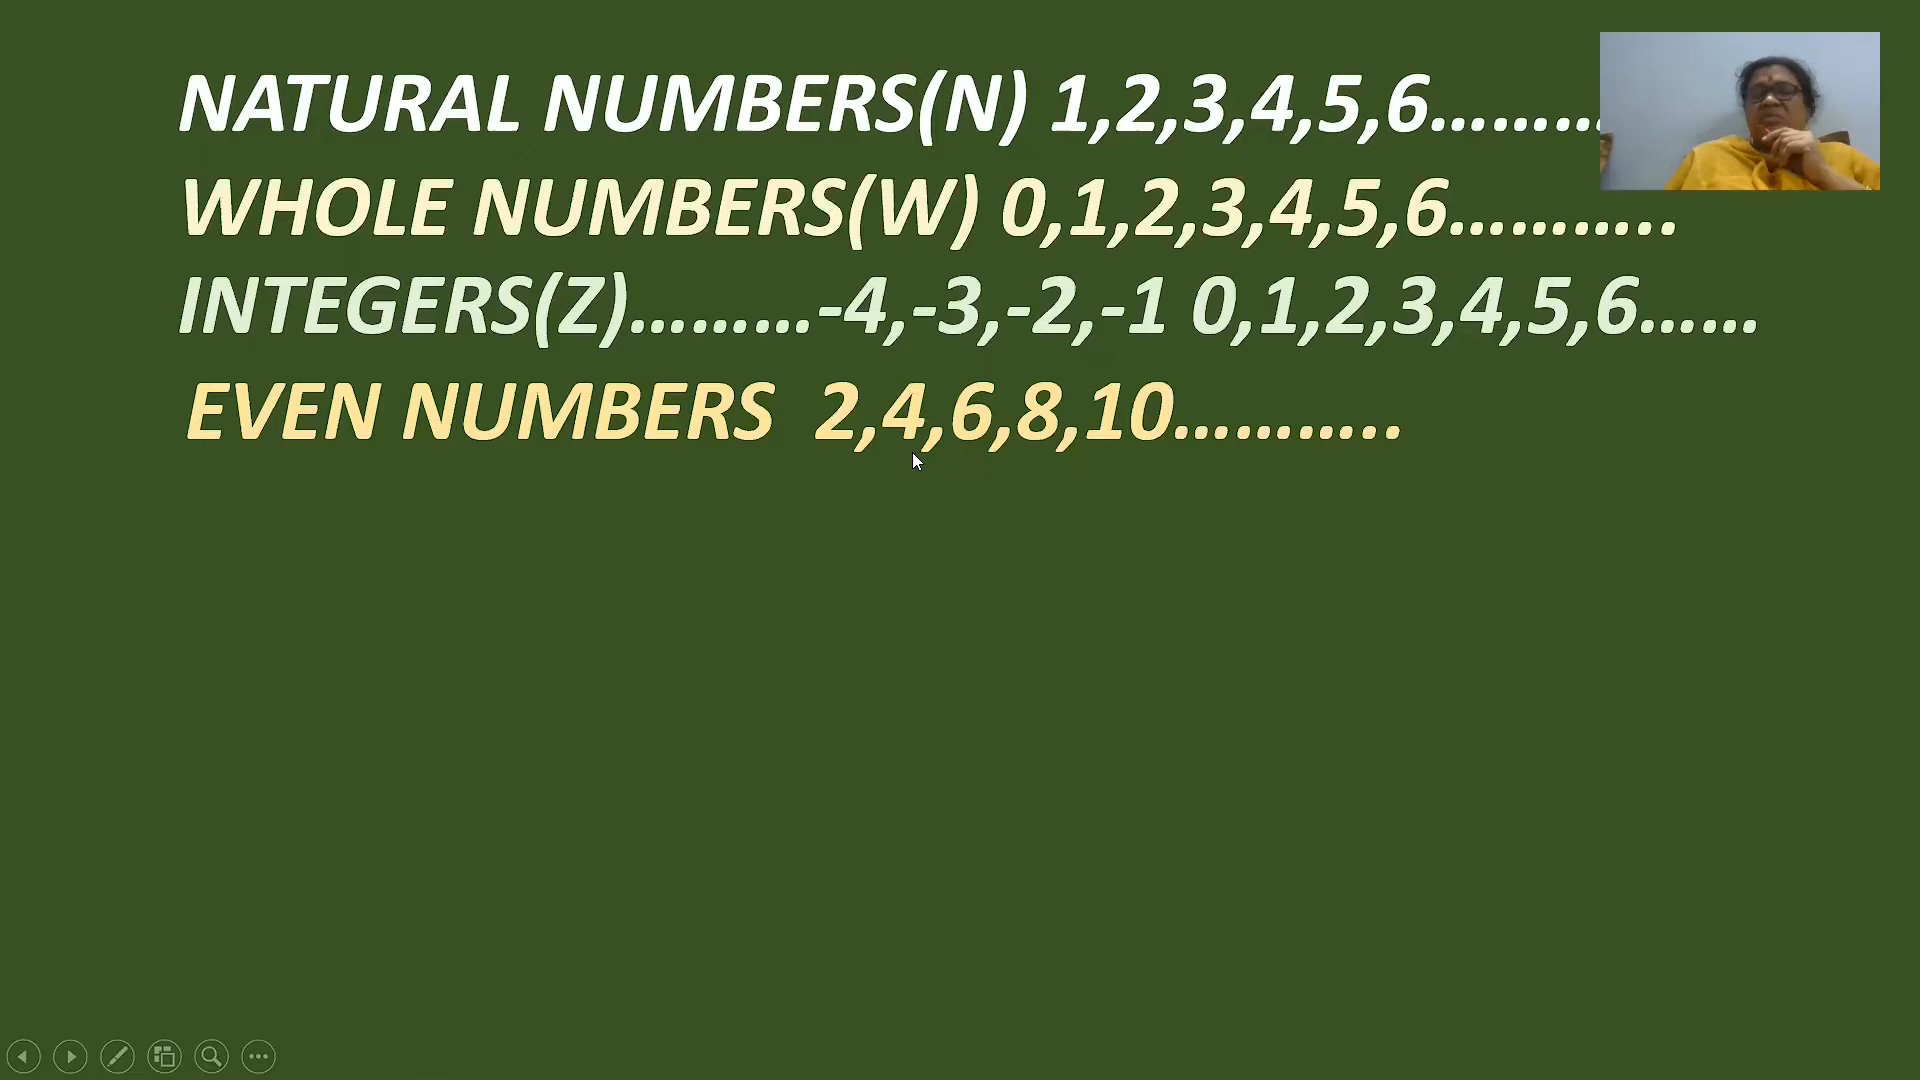 NATURAL NUMBERS(N) 1,2,3,4,5,6..........
WHOLE NUMBERS(W) 0,1,2,3,4,5,6...........
INTEGERS(Z).........-4,-3,-2,-1 0,1,2,3,4,5,6......
EVEN NUMBERS  2,4,6,8,10...........